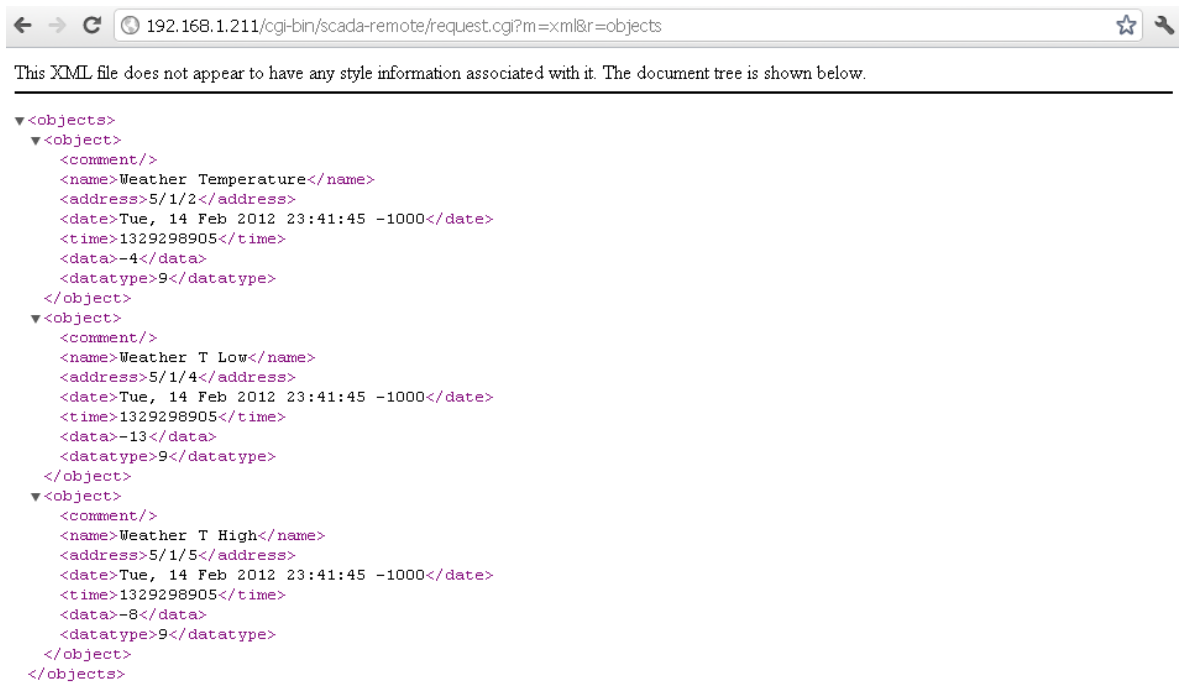 192.168.1.211/cgi-bin/scada-remote/request.cgi?m=xml&r=objects
This XML file does not appear to have any style information associated with it. The document tree is shown below.
▼<objects>
▼<object>
<comment/>
<name>Weather Temperature</name>
<address>5/1/2</address>
<date>Tue, 14 Feb 2012 23:41:45 -1000</date>
<time>1329298905</time>
<data>-4</data>
<datatype>9</datatype>
</object>
▼<object>
<comment/>
<name>Weather T Low</name>
<address>5/1/4</address>
<date>Tue, 14 Feb 2012 23:41:45 -1000</date>
<time>1329298905</time>
<data>-13</data>
<datatype>9</datatype>
</object>
▼<object>
<comment/>
<name>Weather T High</name>
<address>5/1/5</address>
<date>Tue, 14 Feb 2012 23:41:45 -1000</date>
<time>1329298905</time>
<data>-8</data>
<datatype>9</datatype>
</object>
</objects>